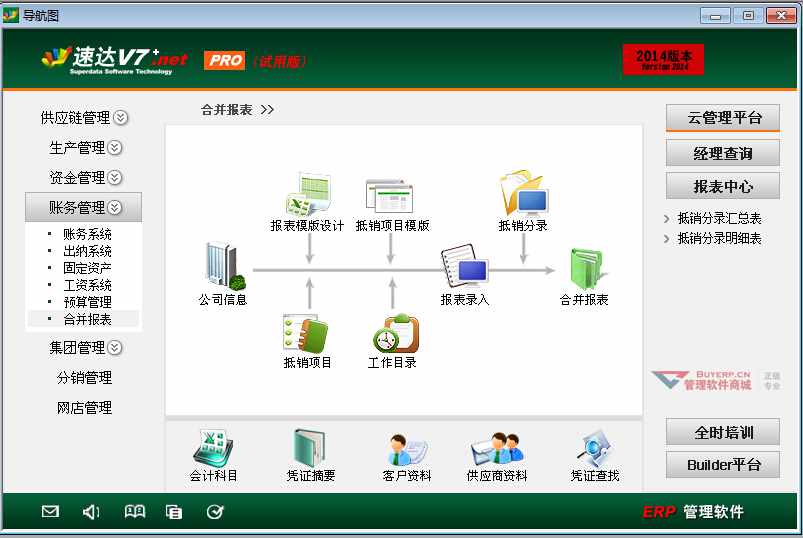 导航图
速达V7+.net
Superdata Software Technology
PRO (试用版)
2014版本
Version 2014
供应链管理
生产管理
资金管理
账务管理
账务系统
出纳系统
固定资产
工资系统
预算管理
合并报表
集团管理
分销管理
网店管理
合并报表 >>
报表模版设计
抵销项目模版
抵销分录
公司信息
报表录入
合并报表
抵销项目
工作目录
会计科目
凭证摘要
客户资料
供应商资料
凭证查找
云管理平台
经理查询
报表中心
抵销分录汇总表
抵销分录明细表
BUYERP.CN
管理软件商城
正版
专业
全时培训
Builder平台
ERP 管理软件